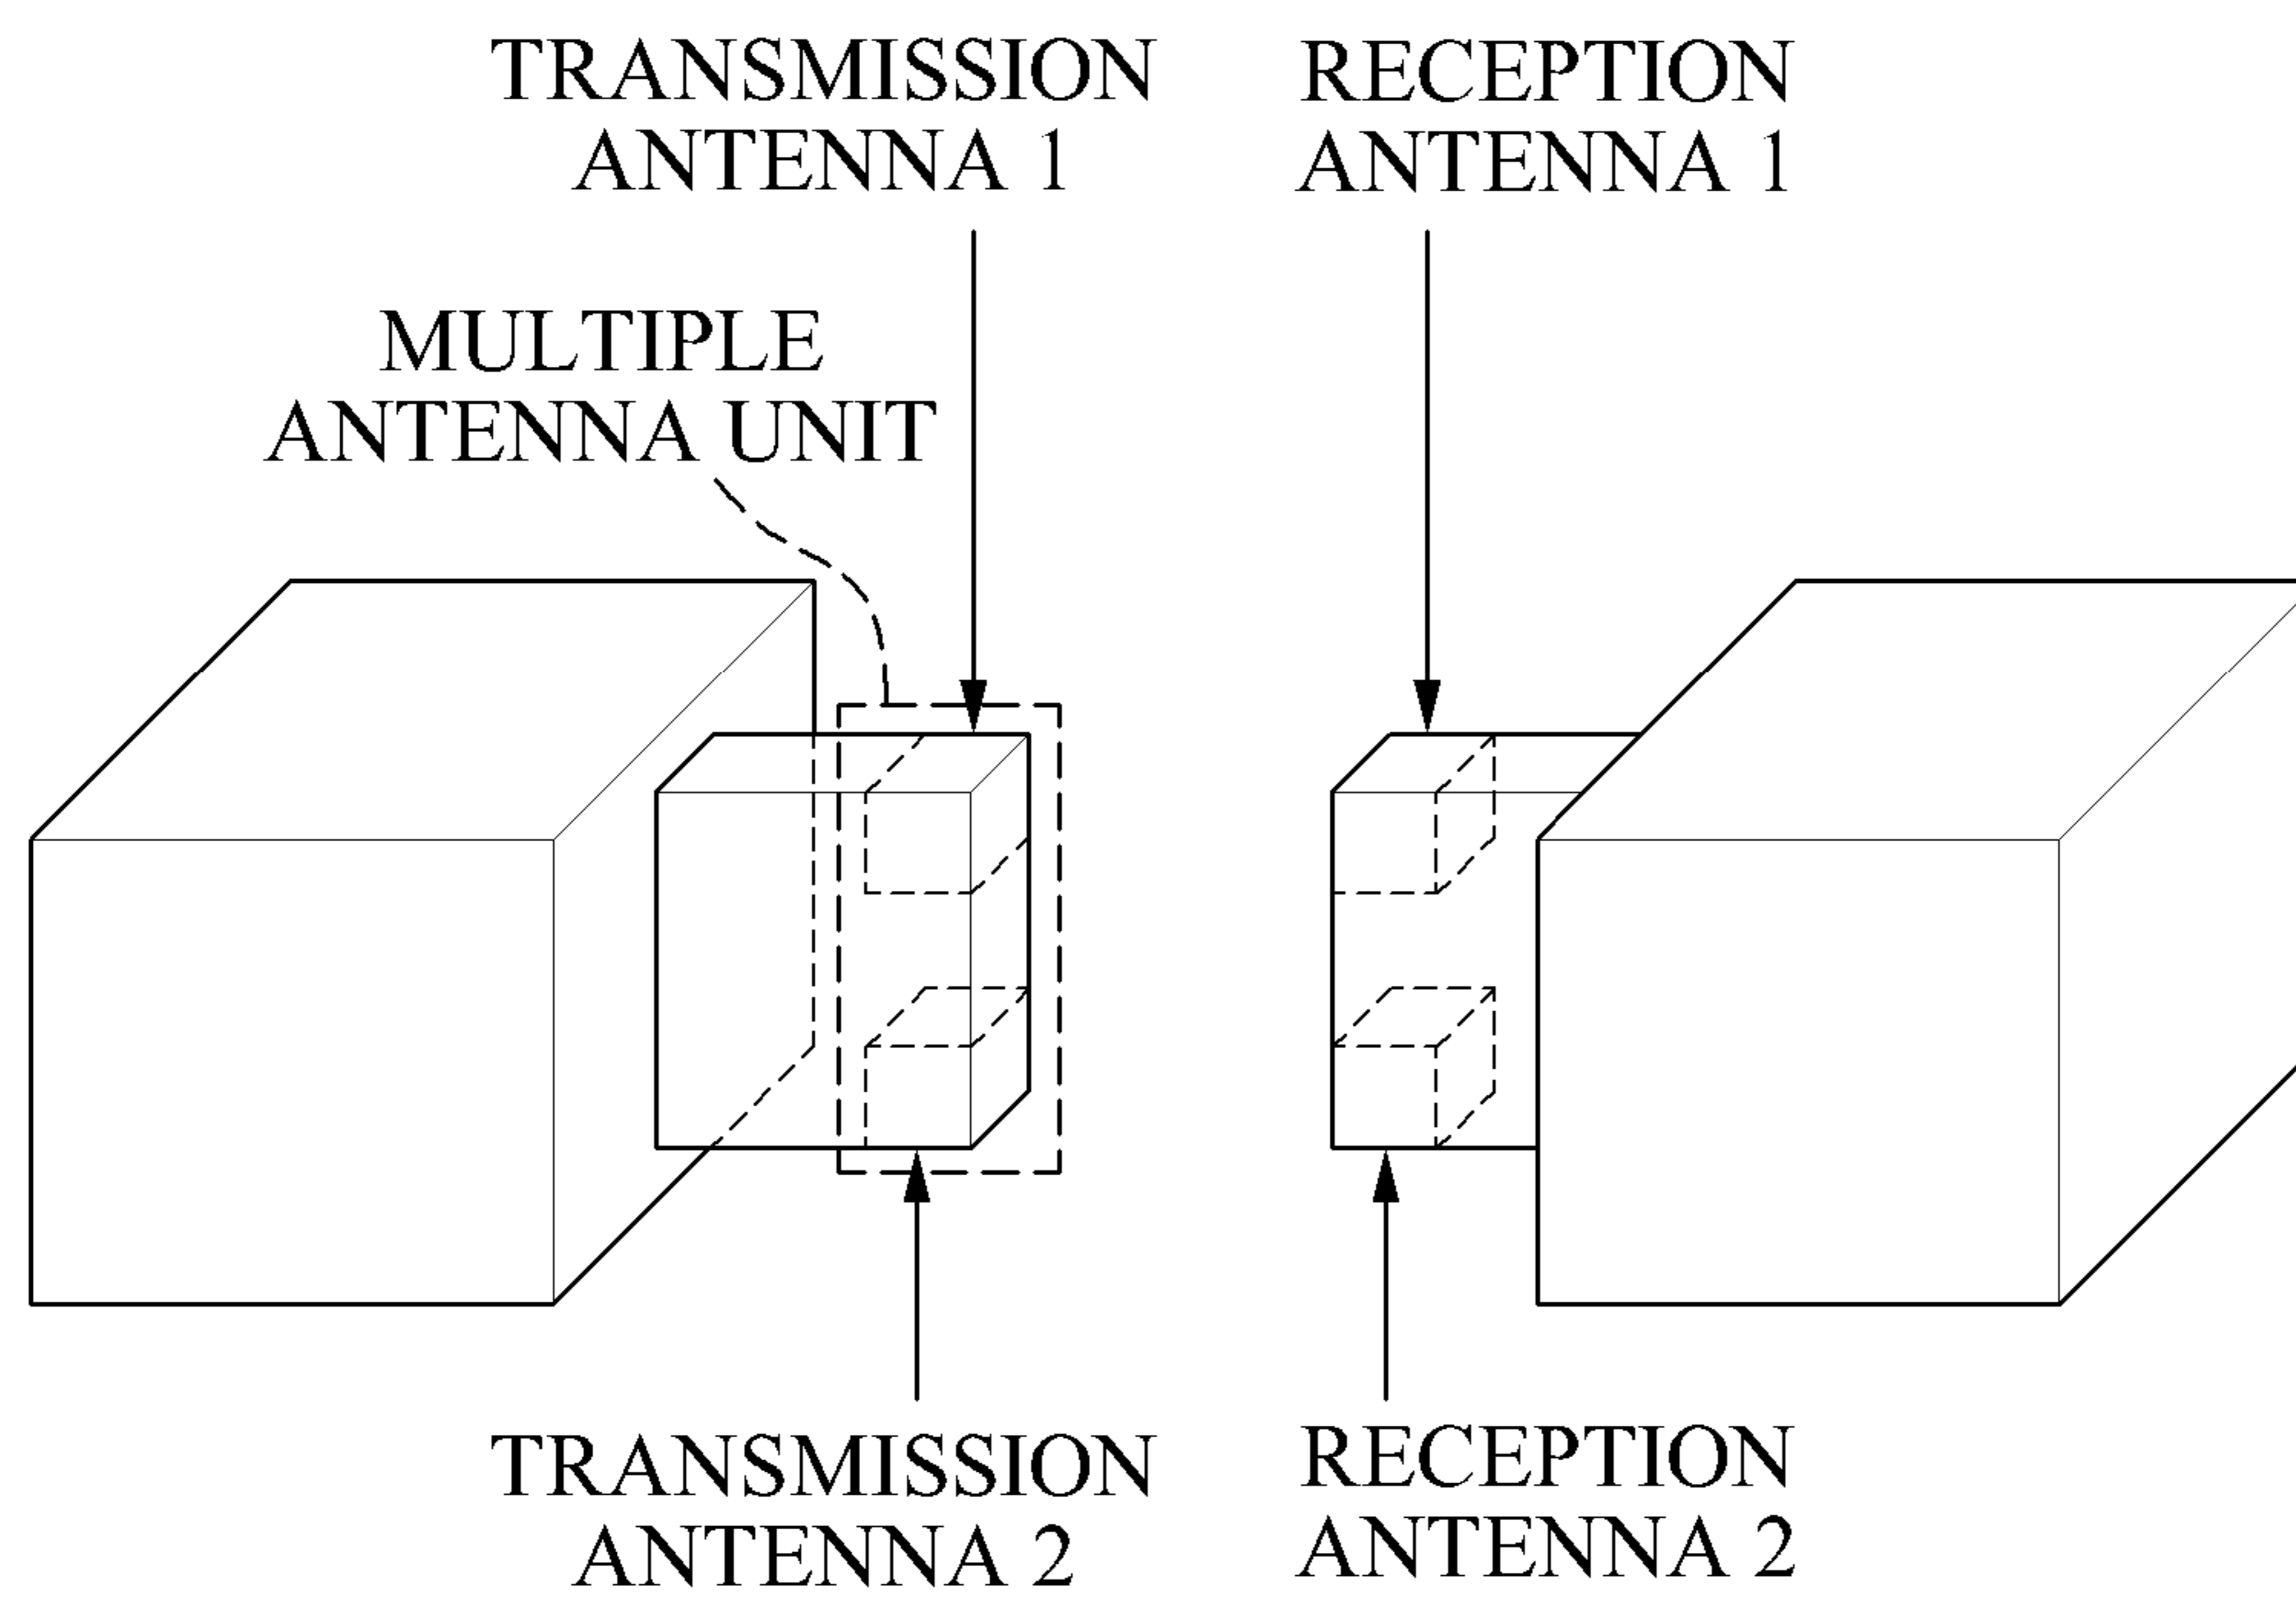 TRANSMISSION
ANTENNA 1
RECEPTION
ANTENNA 1
MULTIPLE
ANTENNA UNIT
TRANSMISSION
ANTENNA 2
RECEPTION
ANTENNA 2